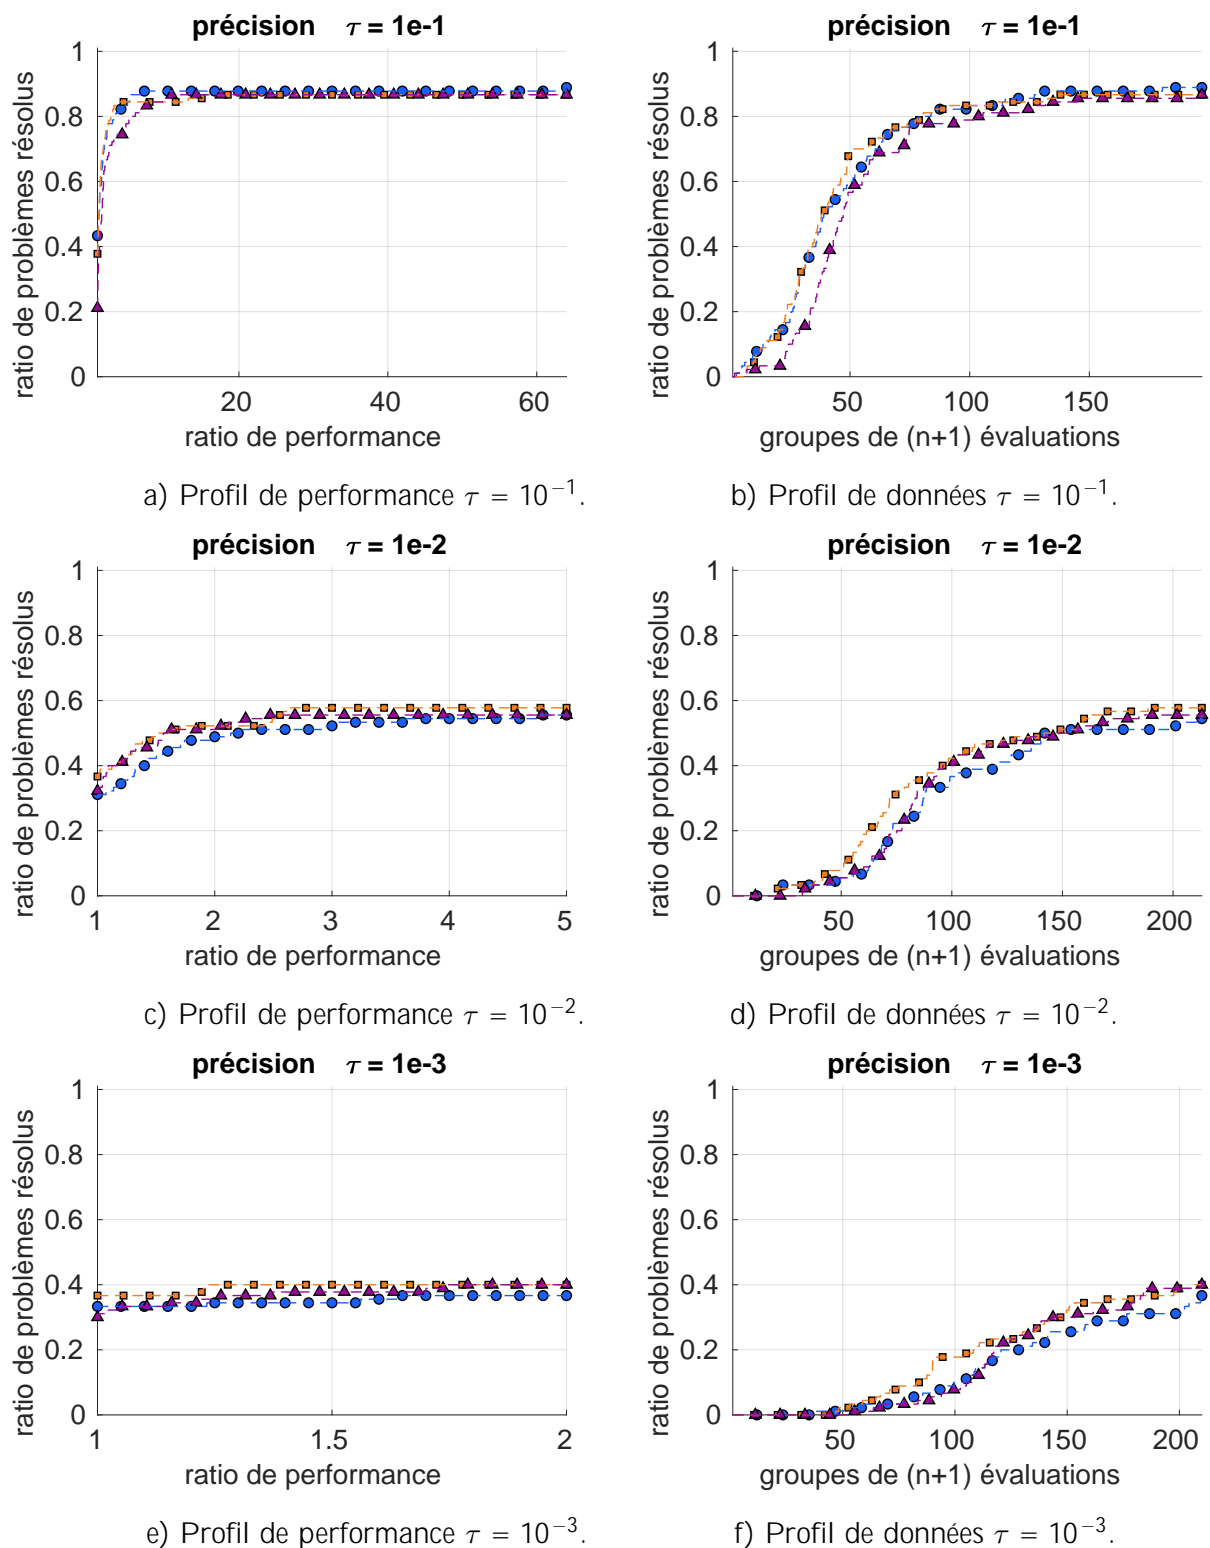 précision τ = 1e-1
ratio de problèmes résolus
1
0.8
0.6
0.4
0.2
0
20
40
60
ratio de performance
a) Profil de performance τ = 10⁻¹.
précision τ = 1e-1
ratio de problèmes résolus
1
0.8
0.6
0.4
0.2
0
50
100
150
groupes de (n+1) évaluations
b) Profil de données τ = 10⁻¹.
précision τ = 1e-2
ratio de problèmes résolus
1
0.8
0.6
0.4
0.2
0
1
2
3
4
5
ratio de performance
c) Profil de performance τ = 10⁻².
précision τ = 1e-2
ratio de problèmes résolus
1
0.8
0.6
0.4
0.2
0
50
100
150
200
groupes de (n+1) évaluations
d) Profil de données τ = 10⁻².
précision τ = 1e-3
ratio de problèmes résolus
1
0.8
0.6
0.4
0.2
0
1
1.5
2
ratio de performance
e) Profil de performance τ = 10⁻³.
précision τ = 1e-3
ratio de problèmes résolus
1
0.8
0.6
0.4
0.2
0
50
100
150
200
groupes de (n+1) évaluations
f) Profil de données τ = 10⁻³.